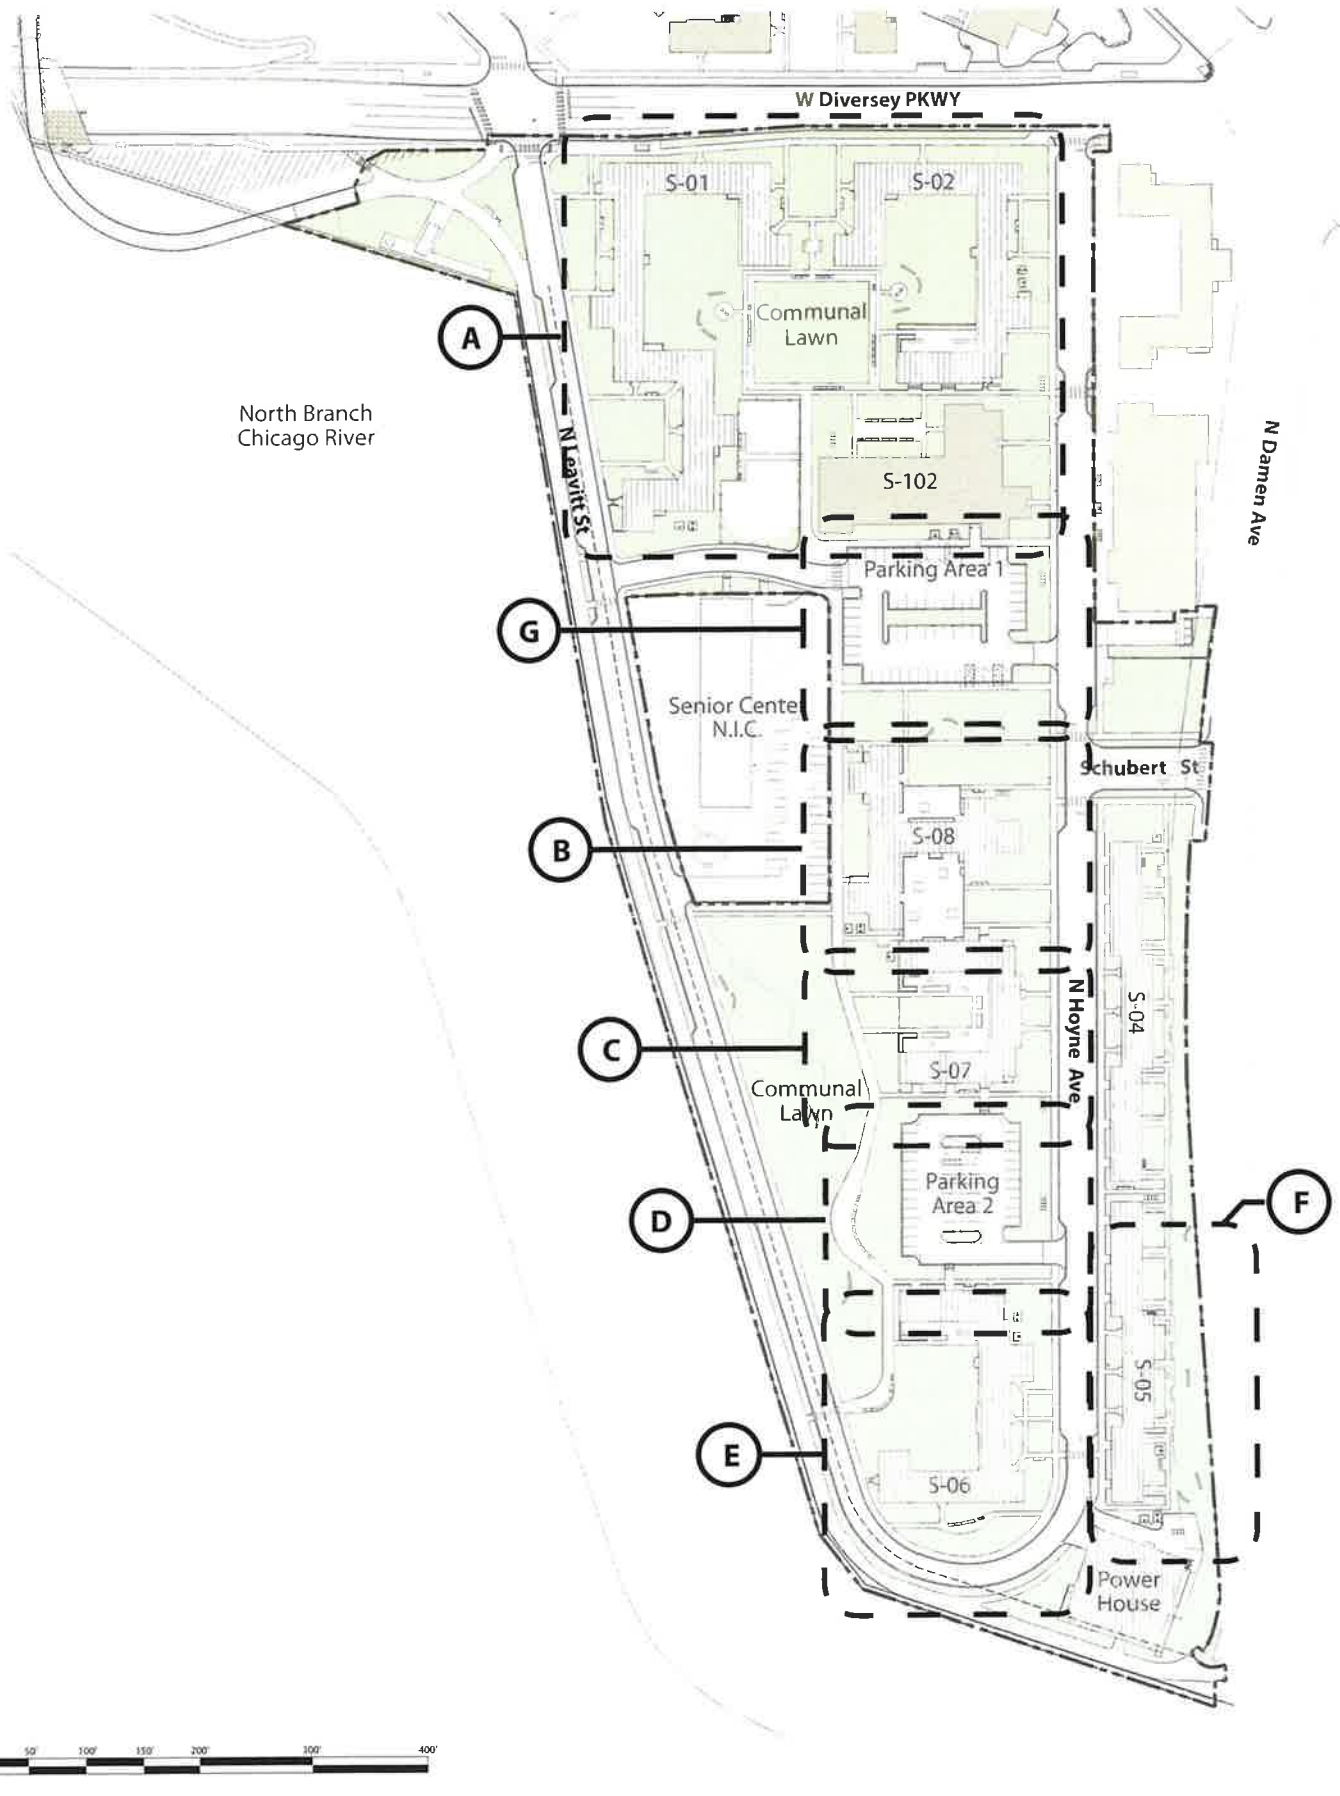 W Diversey PKWY
S-01
S-02
Communal
Lawn
A
North Branch
Chicago River
N Leavitt St
N Damen Ave
S-102
Parking Area 1
G
Senior Cente
N.I.C.
Schubert St
B
S-08
N Hoyne Ave
S-04
C
S-07
Communal
Lawn
Parking
Area 2
D
F
S-05
E
S-06
Power
House
50' 100' 150' 200' 300' 400'